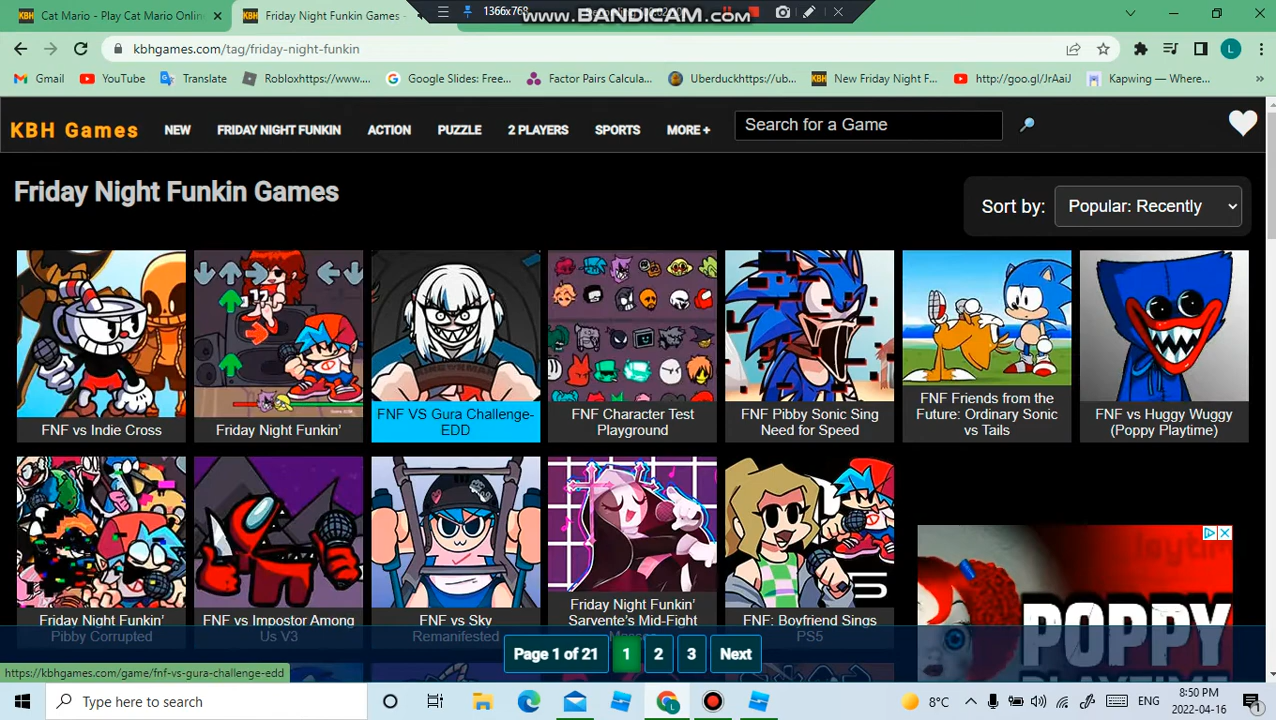 Cat Mario - Play Cat Mario Onlin
Friday Night Funkin Games -
1366x768
www.BANDICAM.com
kbhgames.com/tag/friday-night-funkin
L
Gmail
YouTube
Translate
Robloxhttps://www....
Google Slides: Free...
Factor Pairs Calcula...
Uberduckhttps://ub...
New Friday Night F...
http://goo.gl/JrAaiJ
Kapwing — Where...
KBH Games
NEW
FRIDAY NIGHT FUNKIN
ACTION
PUZZLE
2 PLAYERS
SPORTS
MORE +
Search for a Game
Friday Night Funkin Games
Sort by:
Popular: Recently
FNF vs Indie Cross
Friday Night Funkin’
FNF VS Gura Challenge-
EDD
FNF Character Test
Playground
FNF Pibby Sonic Sing
Need for Speed
FNF Friends from the
Future: Ordinary Sonic
vs Tails
FNF vs Huggy Wuggy
(Poppy Playtime)
Friday Night Funkin’
Pibby Corrupted
FNF vs Impostor Among
Us V3
FNF vs Sky
Remanifested
Friday Night Funkin’
Sarvente's Mid-Fight
FNF: Boyfriend Sings
PS5
POPPY
Page 1 of 21
1
2
3
Next
https://kbhgames.com/game/fnf-vs-gura-challenge-edd
Type here to search
8°C
ENG
8:50 PM
2022-04-16
1